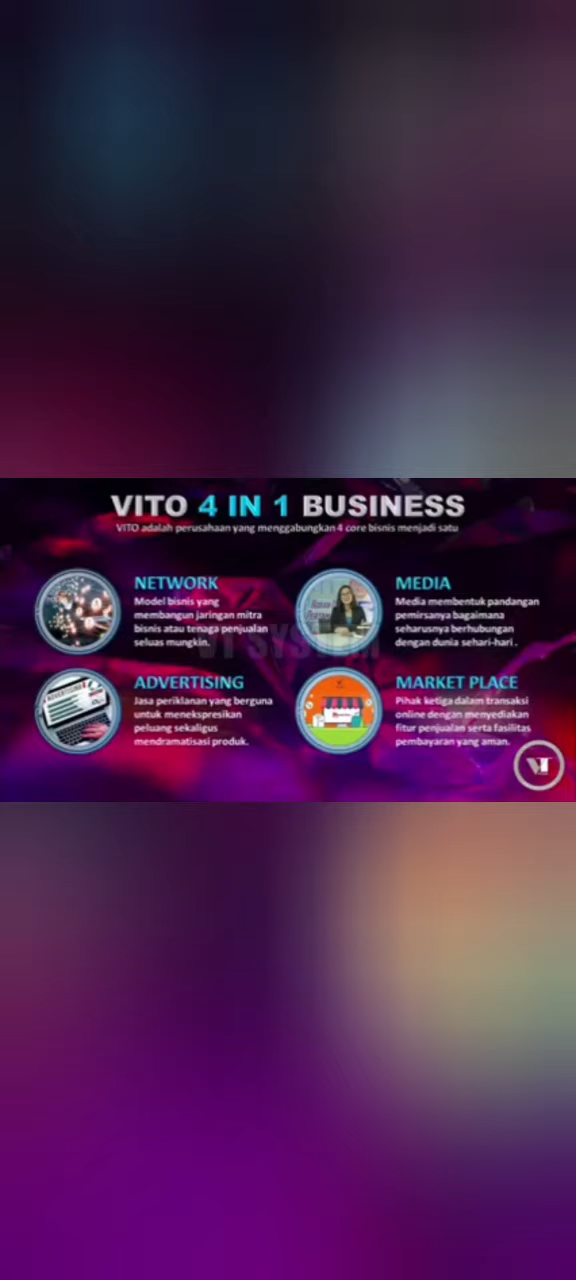 VITO 4 IN 1 BUSINESS
VITO adalah perusahaan yang menggabungkan 4 core bisnis menjadi satu
NETWORK
Model bisnis yang
membangun jaringan mitra
bisnis atau tenaga penjualan
seluas mungkin.
MEDIA
Media membentuk pandangan
pemirsanya bagaimana
seharusnya berhubungan
dengan dunia sehari-hari .
VT SYSTEM
ADVERTISING
Jasa periklanan yang berguna
untuk menekspresikan
peluang sekaligus
mendramatisasi produk.
MARKET PLACE
Pihak ketiga dalam transaksi
online dengan menyediakan
fitur penjualan serta fasilitas
pembayaran yang aman.
VT